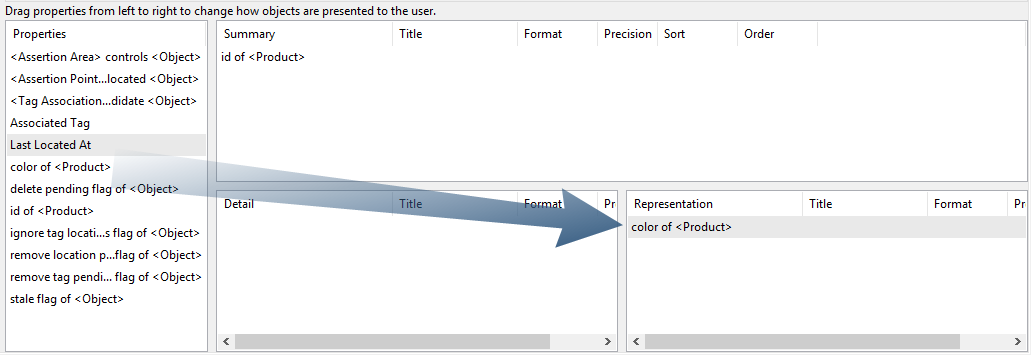 Drag properties from left to right to change how objects are presented to the user.
Properties
<Assertion Area> controls <Object>
<Assertion Point...located <Object>
<Tag Association...didate <Object>
Associated Tag
Last Located At
color of <Product>
delete pending flag of <Object>
id of <Product>
ignore tag locati...s flag of <Object>
remove location p...flag of <Object>
remove tag pendi... flag of <Object>
stale flag of <Object>
Summary Title Format Precision Sort Order
id of <Product>
Detail Title Format Pr
Representation Title Format Pr
color of <Product>